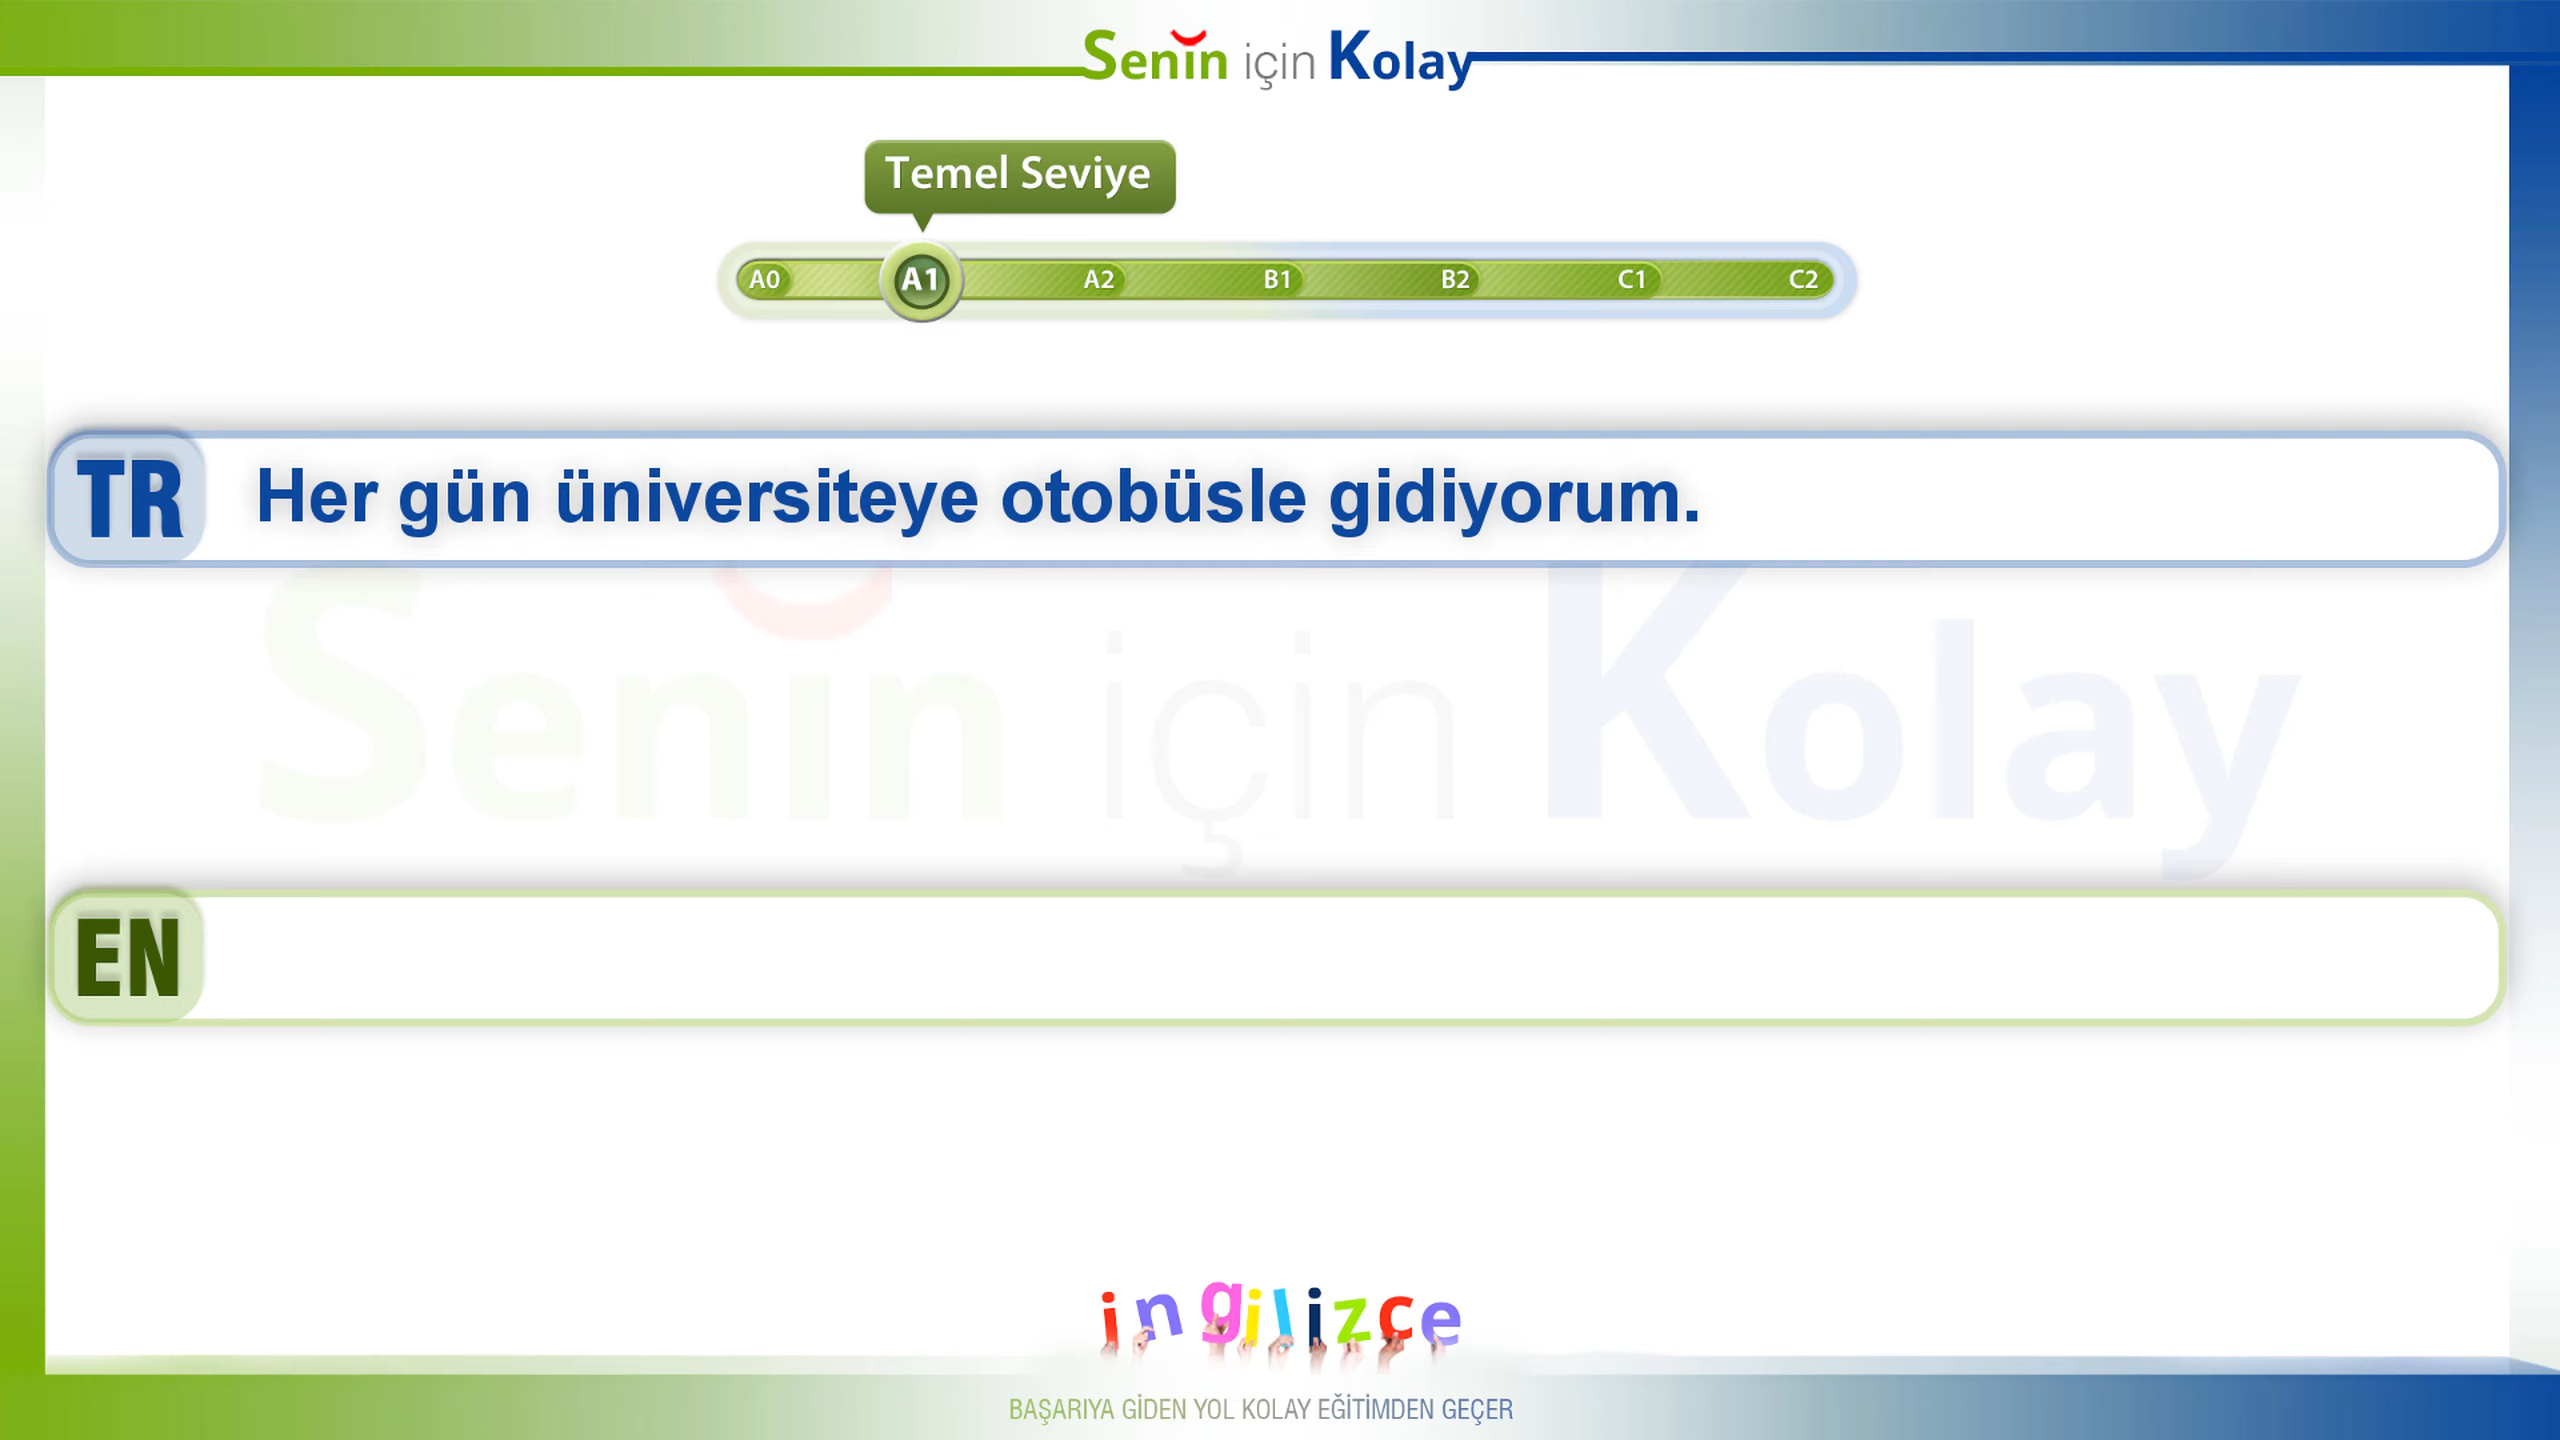 Senin için Kolay
Temel Seviye
A0 A1 A2 B1 B2 C1 C2
TR Her gün üniversiteye otobüsle gidiyorum.
Senin için Kolay
EN
ingilizce
BAŞARIYA GİDEN YOL KOLAY EĞİTİMDEN GEÇER